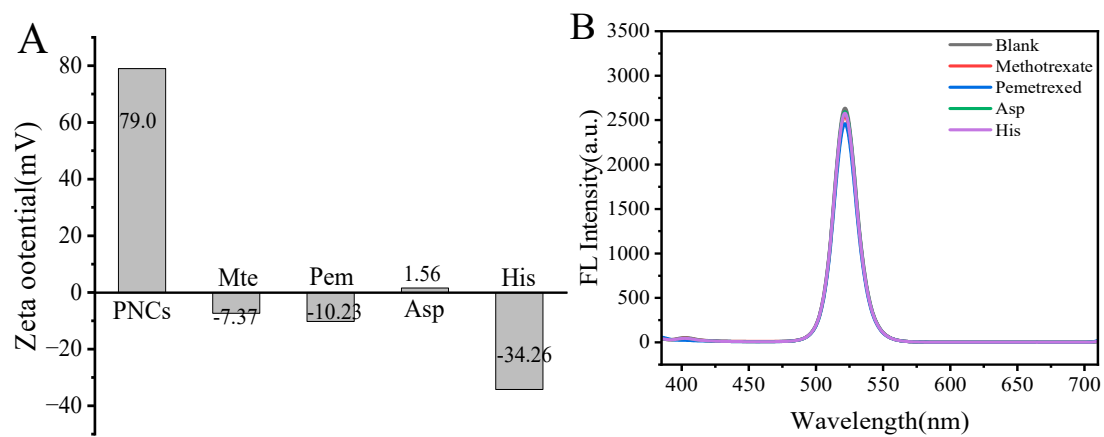 A
Zeta ootential(mV)
80
60
40
20
0
−20
−40
79.0
PNCs
Mte
-7.37
Pem
-10.23
1.56
Asp
His
-34.26
B
FL Intensity(a.u.)
3500
3000
2500
2000
1500
1000
500
0
Blank
Methotrexate
Pemetrexed
Asp
His
400 450 500 550 600 650 700
Wavelength(nm)